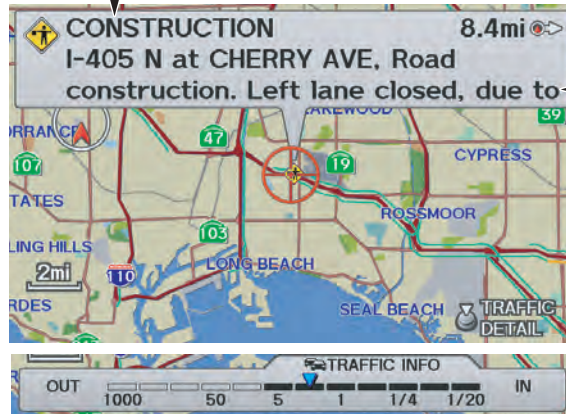 CONSTRUCTION 8.4mi
I-405 N at CHERRY AVE, Road
construction. Left lane closed, due to
LAKEWOOD
39
ORRANCE
47
107
19
CYPRESS
TATES
ROSSMOOR
103
LING HILLS
LONG BEACH
2mi
110
RDES
SEAL BEACH
TRAFFIC
DETAIL
TRAFFIC INFO
OUT 1000 50 5 1 1/4 1/20 IN